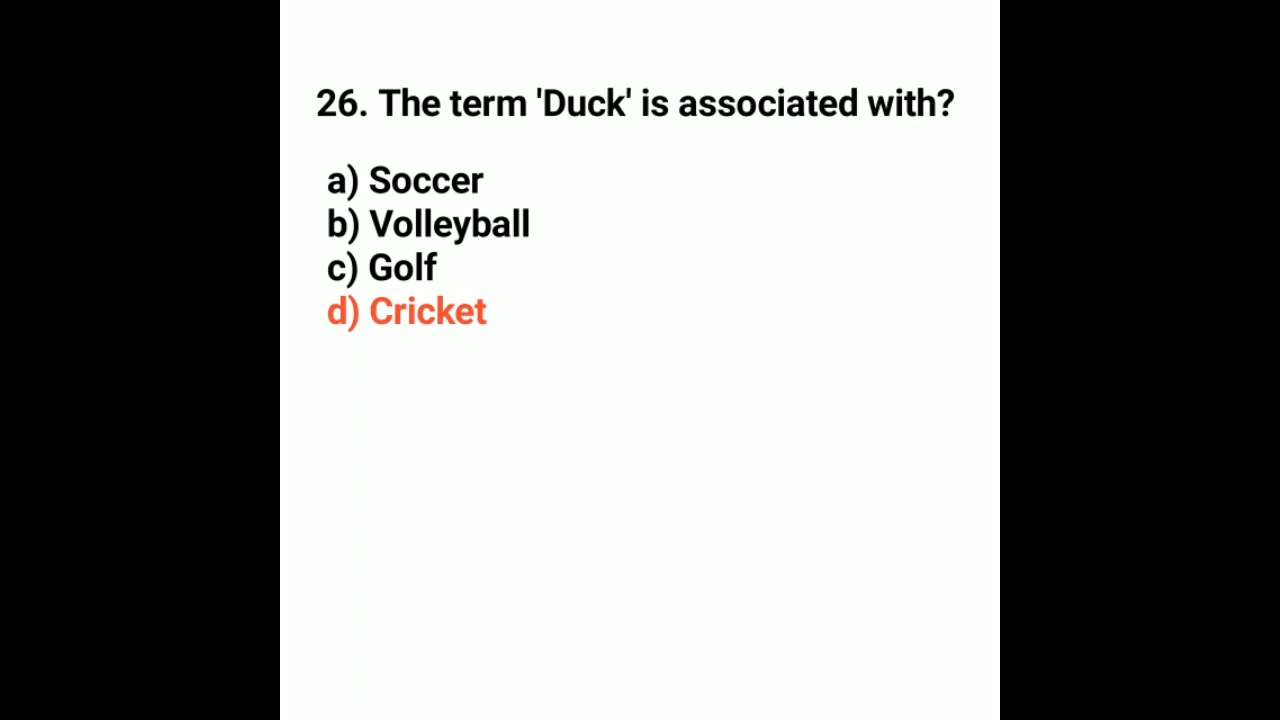 26. The term 'Duck' is associated with?
a) Soccer
b) Volleyball
c) Golf
d) Cricket